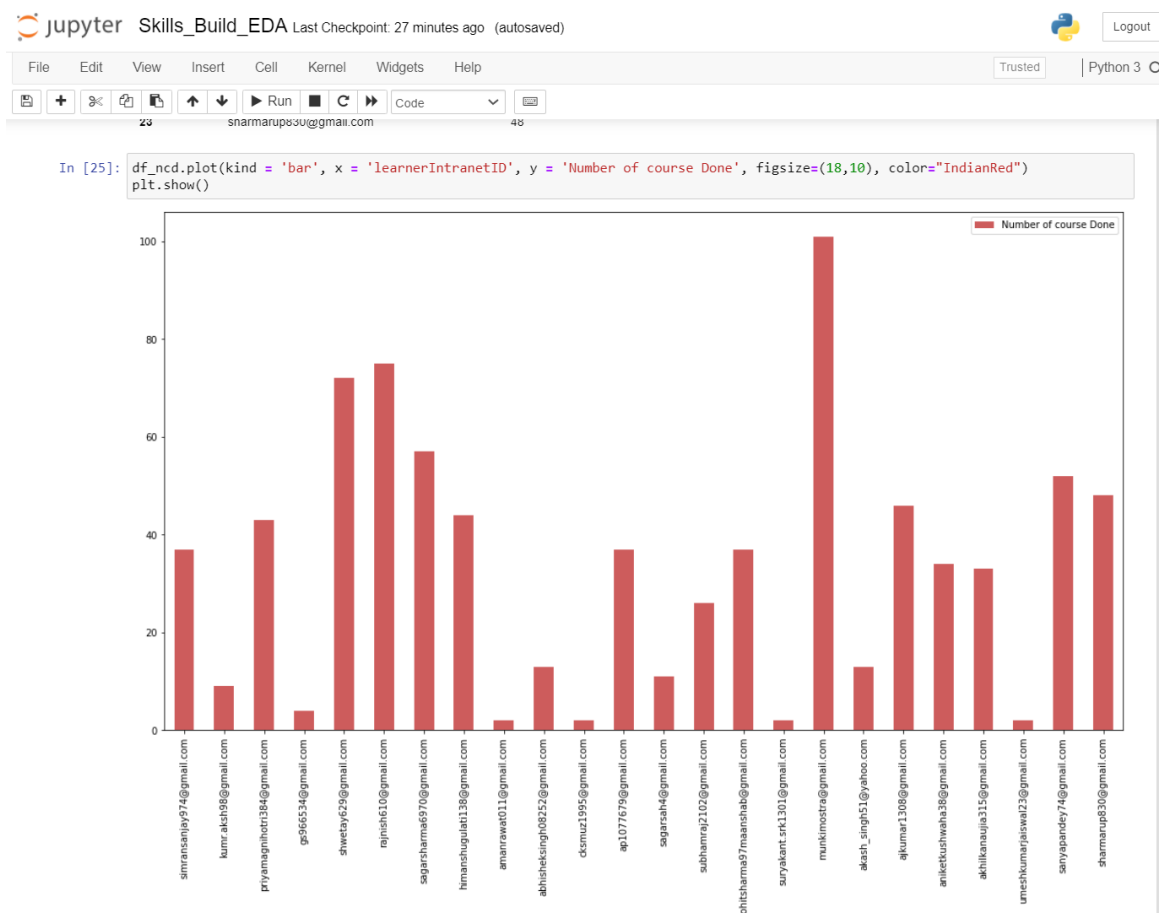 jupyter Skills_Build_EDA Last Checkpoint: 27 minutes ago (autosaved)
Logout
File Edit View Insert Cell Kernel Widgets Help
Trusted
Python 3
Run
Code
23 sharmarup830@gmail.com 48
In [25]: df_ncd.plot(kind = 'bar', x = 'learnerIntranetID', y = 'Number of course Done', figsize=(18,10), color="IndianRed")
plt.show()
Number of course Done
100
80
60
40
20
0
simransanjay974@gmail.com
kumr.aksh98@gmail.com
priyamagnihotri384@gmail.com
gs966534@gmail.com
shwetay629@gmail.com
rajnish610@gmail.com
sagarsharma6970@gmail.com
himanshugulati1138@gmail.com
amanrawat011@gmail.com
abhisheksingh08252@gmail.com
cksmuz1995@gmail.com
ap10776779@gmail.com
sagarsah4@gmail.com
subhamraj2102@gmail.com
ohitsharma97maanshab@gmail.com
suryakant.srk1301@gmail.com
munkimostra@gmail.com
akash_singh51@yahoo.com
ajkumar1308@gmail.com
aniketkushwaha38@gmail.com
akhilkanaujia315@gmail.com
umeshkumarjaiswal23@gmail.com
sanyapandey74@gmail.com
sharmarup830@gmail.com